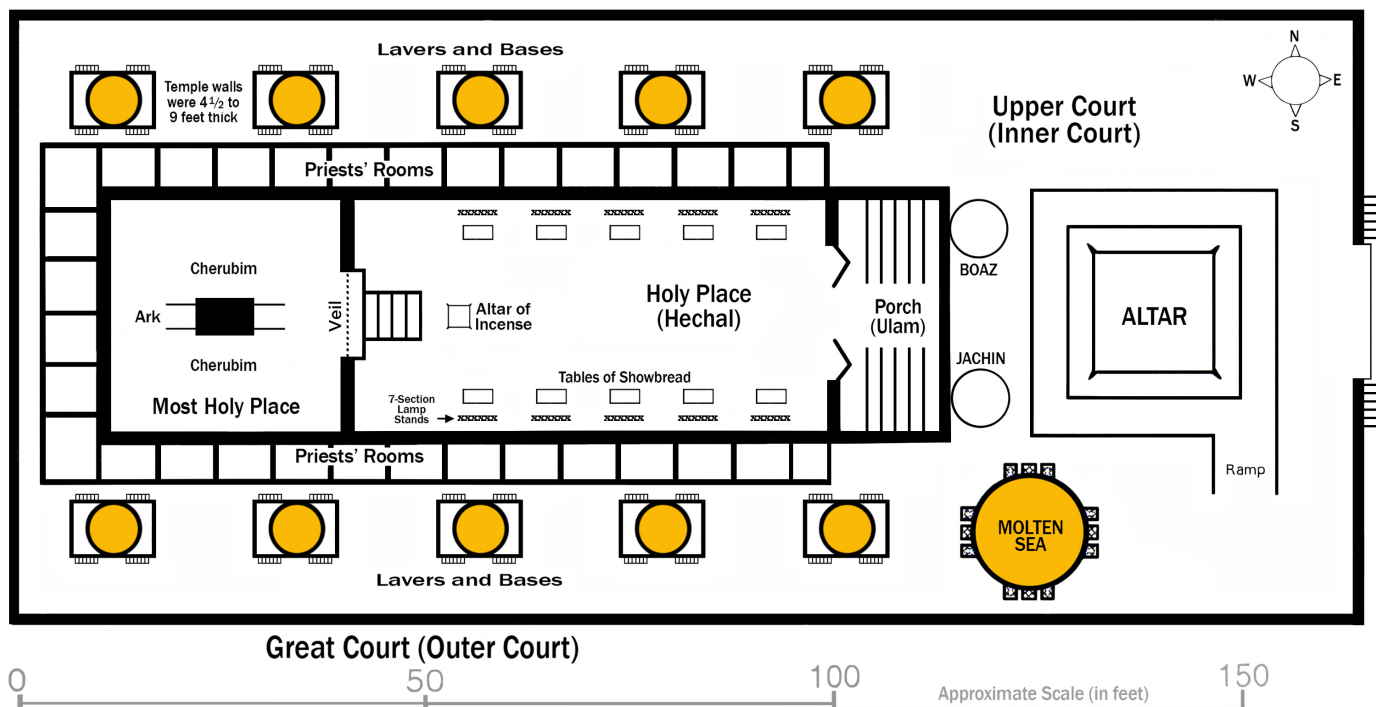 Lavers and Bases
Temple walls
were 4 1/2 to
9 feet thick
Upper Court
(Inner Court)
N
W
E
S
Priests' Rooms
Cherubim
Ark
Cherubim
Most Holy Place
Veil
Altar of
Incense
Holy Place
(Hechal)
Tables of Showbread
7-Section
Lamp
Stands
Porch
(Ulam)
BOAZ
JACHIN
ALTAR
Ramp
Priests' Rooms
MOLTEN
SEA
Lavers and Bases
Great Court (Outer Court)
0
50
100
150
Approximate Scale (in feet)